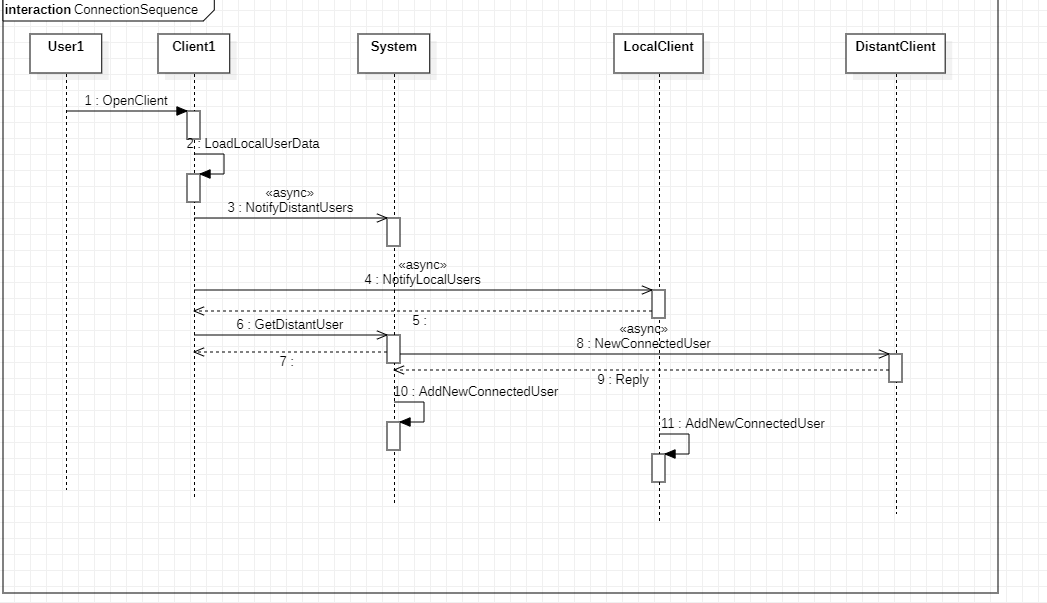 interaction ConnectionSequence
User1
Client1
System
LocalClient
DistantClient
1 : OpenClient
2 : LoadLocalUserData
«async»
3 : NotifyDistantUsers
«async»
4 : NotifyLocalUsers
5 :
6 : GetDistantUser
«async»
8 : NewConnectedUser
7 :
9 : Reply
10 : AddNewConnectedUser
11 : AddNewConnectedUser